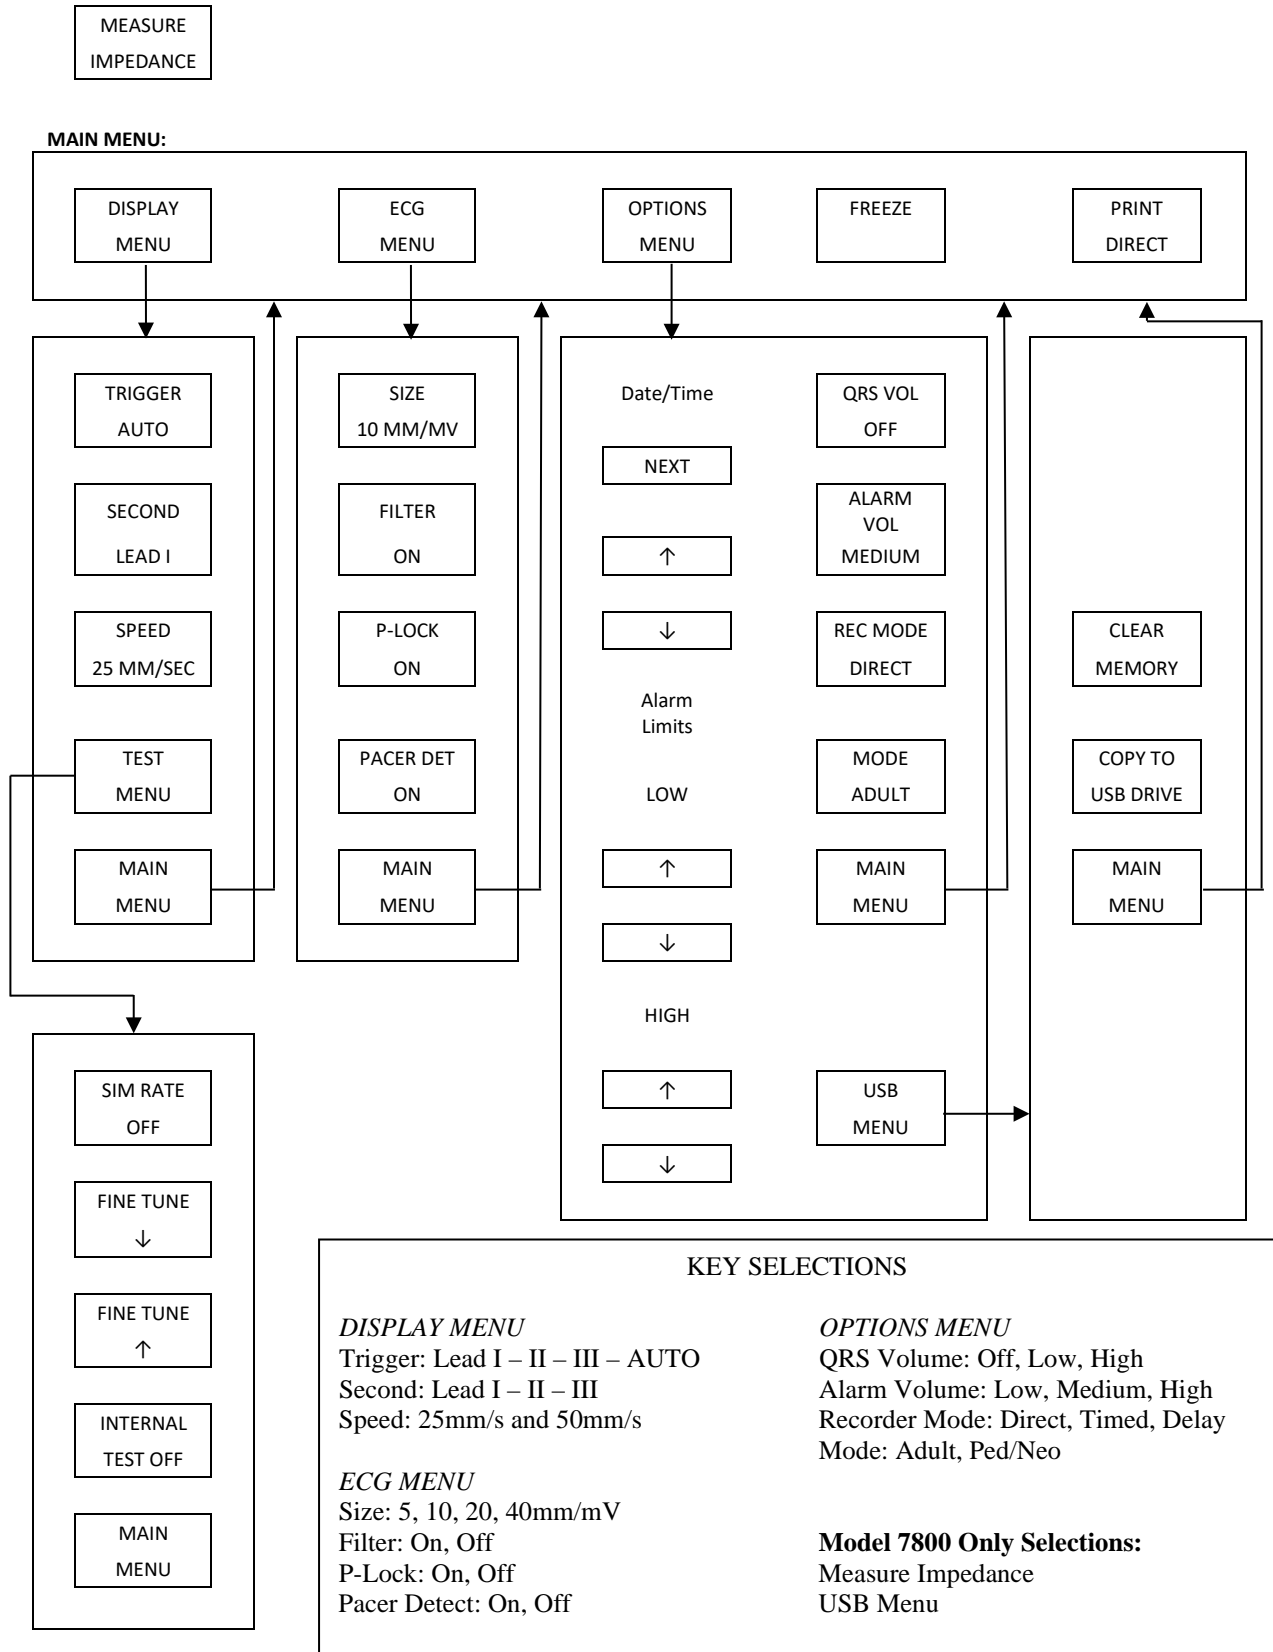 MEASURE
IMPEDANCE
MAIN MENU:
DISPLAY
MENU
ECG
MENU
OPTIONS
MENU
FREEZE
PRINT
DIRECT
TRIGGER
AUTO
SECOND
LEAD I
SPEED
25 MM/SEC
TEST
MENU
MAIN
MENU
SIZE
10 MM/MV
FILTER
ON
P-LOCK
ON
PACER DET
ON
MAIN
MENU
Date/Time
NEXT
↑
↓
Alarm
Limits
LOW
↑
↓
HIGH
↑
↓
QRS VOL
OFF
ALARM
VOL
MEDIUM
REC MODE
DIRECT
MODE
ADULT
MAIN
MENU
USB
MENU
CLEAR
MEMORY
COPY TO
USB DRIVE
MAIN
MENU
SIM RATE
OFF
FINE TUNE
↓
FINE TUNE
↑
INTERNAL
TEST OFF
MAIN
MENU
KEY SELECTIONS
DISPLAY MENU
Trigger: Lead I – II – III – AUTO
Second: Lead I – II – III
Speed: 25mm/s and 50mm/s
ECG MENU
Size: 5, 10, 20, 40mm/mV
Filter: On, Off
P-Lock: On, Off
Pacer Detect: On, Off
OPTIONS MENU
QRS Volume: Off, Low, High
Alarm Volume: Low, Medium, High
Recorder Mode: Direct, Timed, Delay
Mode: Adult, Ped/Neo
Model 7800 Only Selections:
Measure Impedance
USB Menu